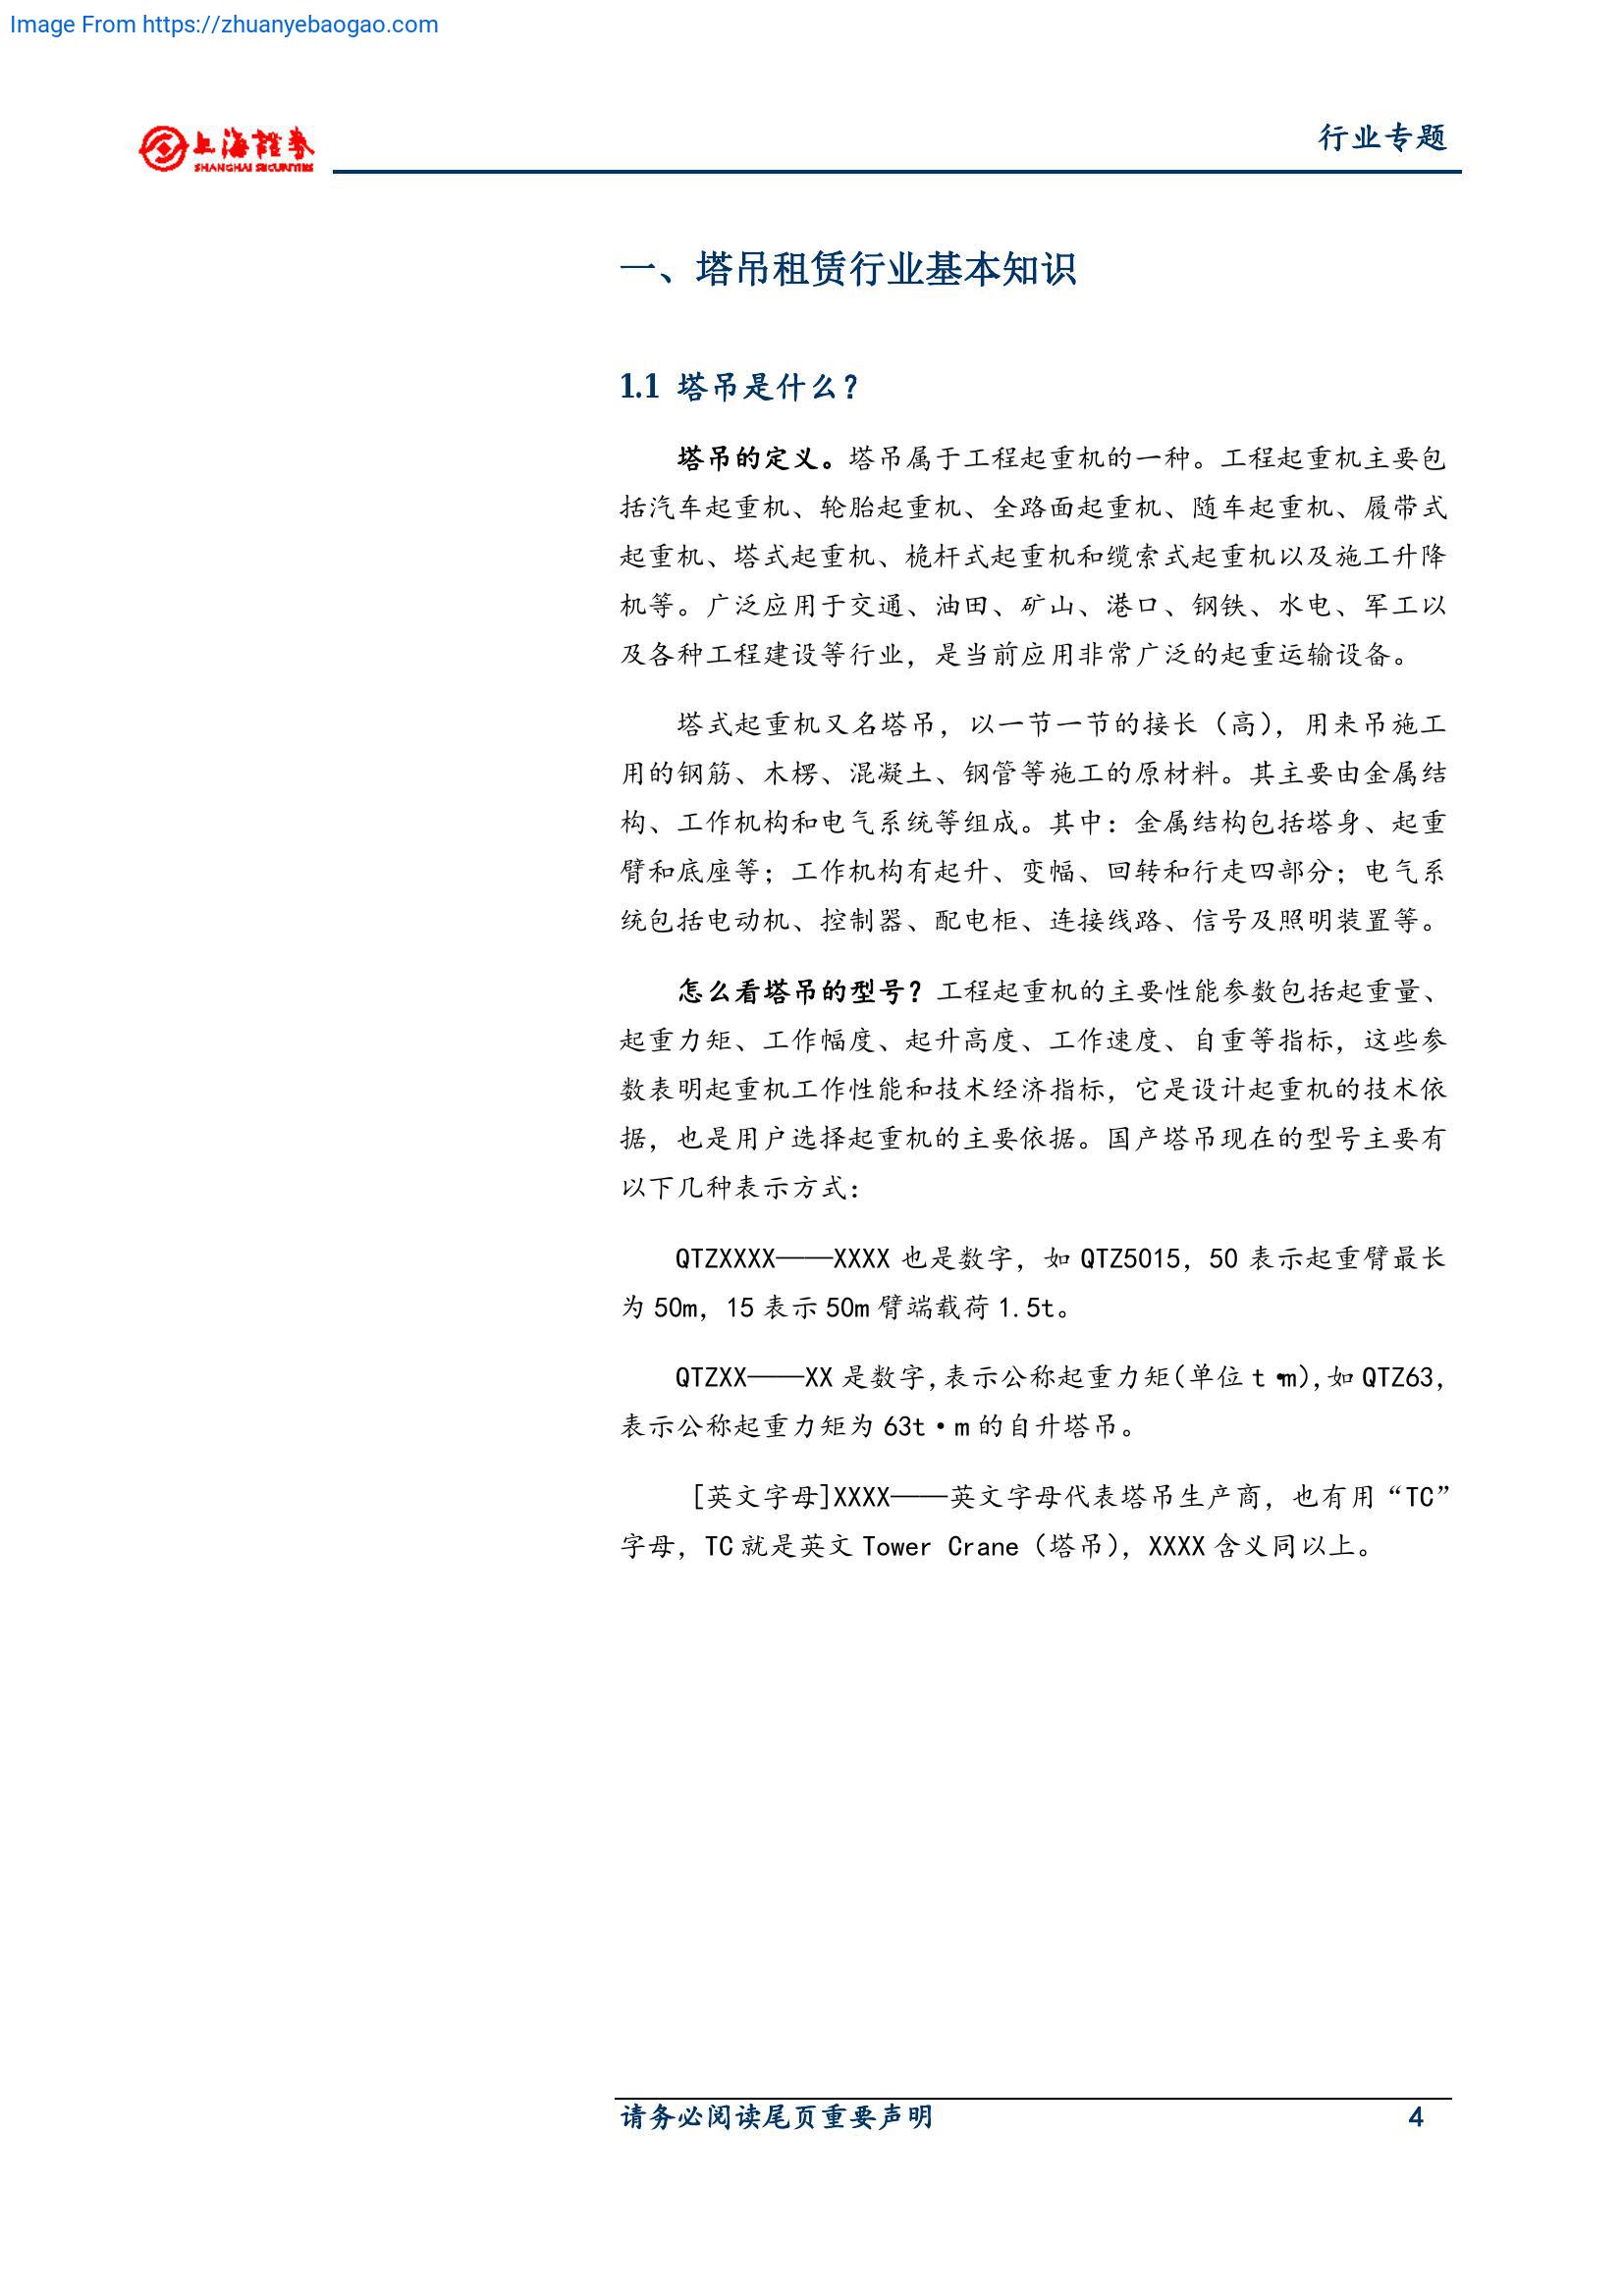 Image From https://zhuanyebaogao.com
上海證券
SHANGHAI SECURITIES
行业专题
一、塔吊租赁行业基本知识
1.1 塔吊是什么？
塔吊的定义。塔吊属于工程起重机的一种。工程起重机主要包
括汽车起重机、轮胎起重机、全路面起重机、随车起重机、履带式
起重机、塔式起重机、桅杆式起重机和缆索式起重机以及施工升降
机等。广泛应用于交通、油田、矿山、港口、钢铁、水电、军工以
及各种工程建设等行业，是当前应用非常广泛的起重运输设备。
塔式起重机又名塔吊，以一节一节的接长（高），用来吊施工
用的钢筋、木楞、混凝土、钢管等施工的原材料。其主要由金属结
构、工作机构和电气系统等组成。其中：金属结构包括塔身、起重
臂和底座等；工作机构有起升、变幅、回转和行走四部分；电气系
统包括电动机、控制器、配电柜、连接线路、信号及照明装置等。
怎么看塔吊的型号？工程起重机的主要性能参数包括起重量、
起重力矩、工作幅度、起升高度、工作速度、自重等指标，这些参
数表明起重机工作性能和技术经济指标，它是设计起重机的技术依
据，也是用户选择起重机的主要依据。国产塔吊现在的型号主要有
以下几种表示方式：
QTZXXXX——XXXX 也是数字，如 QTZ5015，50 表示起重臂最长
为 50m，15 表示 50m 臂端载荷 1.5t。
QTZXX——XX 是数字，表示公称起重力矩（单位 t·m），如 QTZ63，
表示公称起重力矩为 63t·m 的自升塔吊。
[英文字母]XXXX——英文字母代表塔吊生产商，也有用“TC”
字母，TC 就是英文 Tower Crane（塔吊），XXXX 含义同以上。
请务必阅读尾页重要声明 4